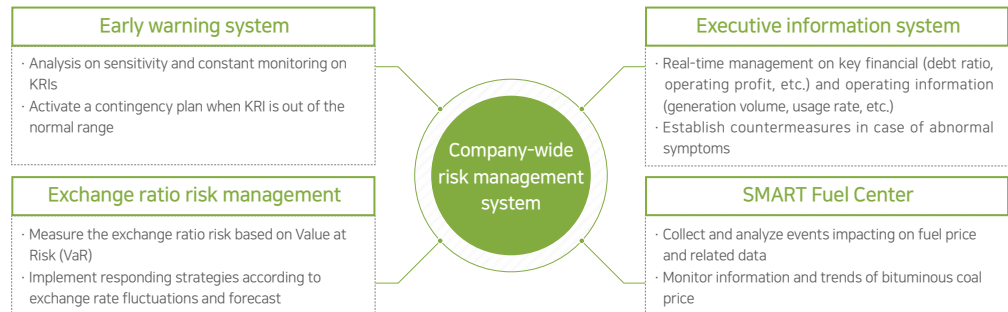 Early warning system
· Analysis on sensitivity and constant monitoring on
KRIs
· Activate a contingency plan when KRI is out of the
normal range
Executive information system
· Real-time management on key financial (debt ratio,
operating profit, etc.) and operating information
(generation volume, usage rate, etc.)
· Establish countermeasures in case of abnormal
symptoms
Company-wide
risk management
system
Exchange ratio risk management
· Measure the exchange ratio risk based on Value at
Risk (VaR)
· Implement responding strategies according to
exchange rate fluctuations and forecast
SMART Fuel Center
· Collect and analyze events impacting on fuel price
and related data
· Monitor information and trends of bituminous coal
price